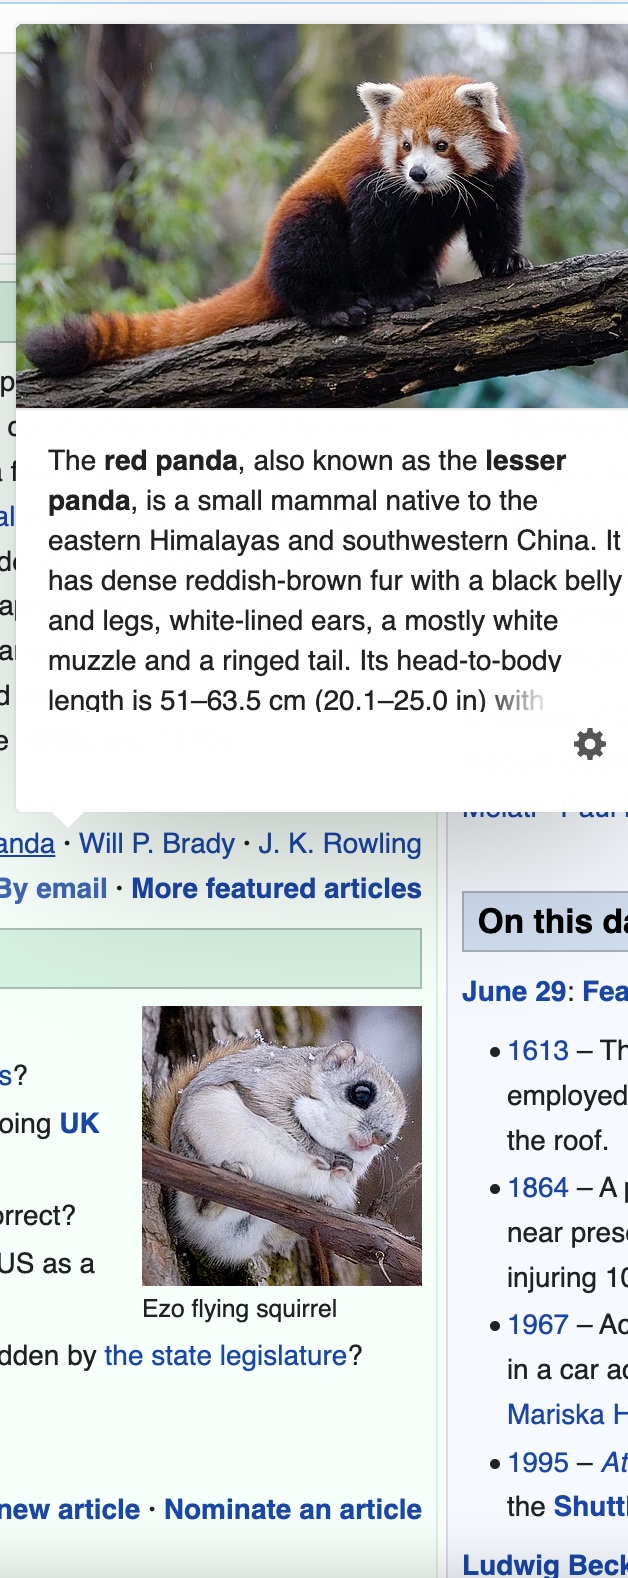 The red panda, also known as the lesser
panda, is a small mammal native to the
eastern Himalayas and southwestern China. It
has dense reddish-brown fur with a black belly
and legs, white-lined ears, a mostly white
muzzle and a ringed tail. Its head-to-body
length is 51–63.5 cm (20.1–25.0 in) with
anda · Will P. Brady · J. K. Rowling
By email · More featured articles
s?
oing UK
orrect?
US as a
Ezo flying squirrel
dden by the state legislature?
new article · Nominate an article
On this da
June 29: Fea
• 1613 – Th
employed
the roof.
• 1864 – A p
near prese
injuring 10
• 1967 – Ac
in a car ac
Mariska H
• 1995 – At
the Shuttl
Ludwig Beck